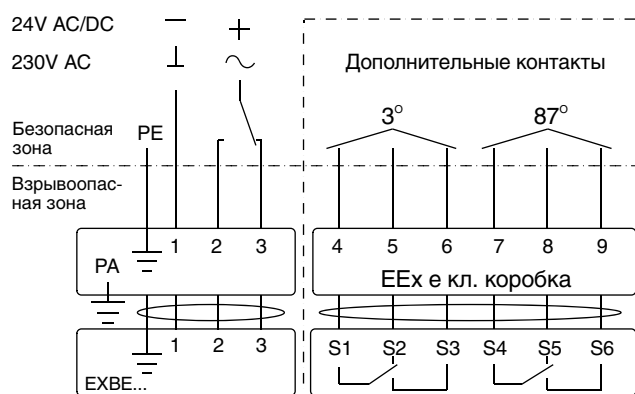 24V AC/DC
230V AC
Дополнительные контакты
3° 87°
Безопасная
зона
PE
Взрывоопас-
ная зона
1 2 3 4 5 6 7 8 9
PA
EEx e кл. коробка
1 2 3 S1 S2 S3 S4 S5 S6
EXBE...